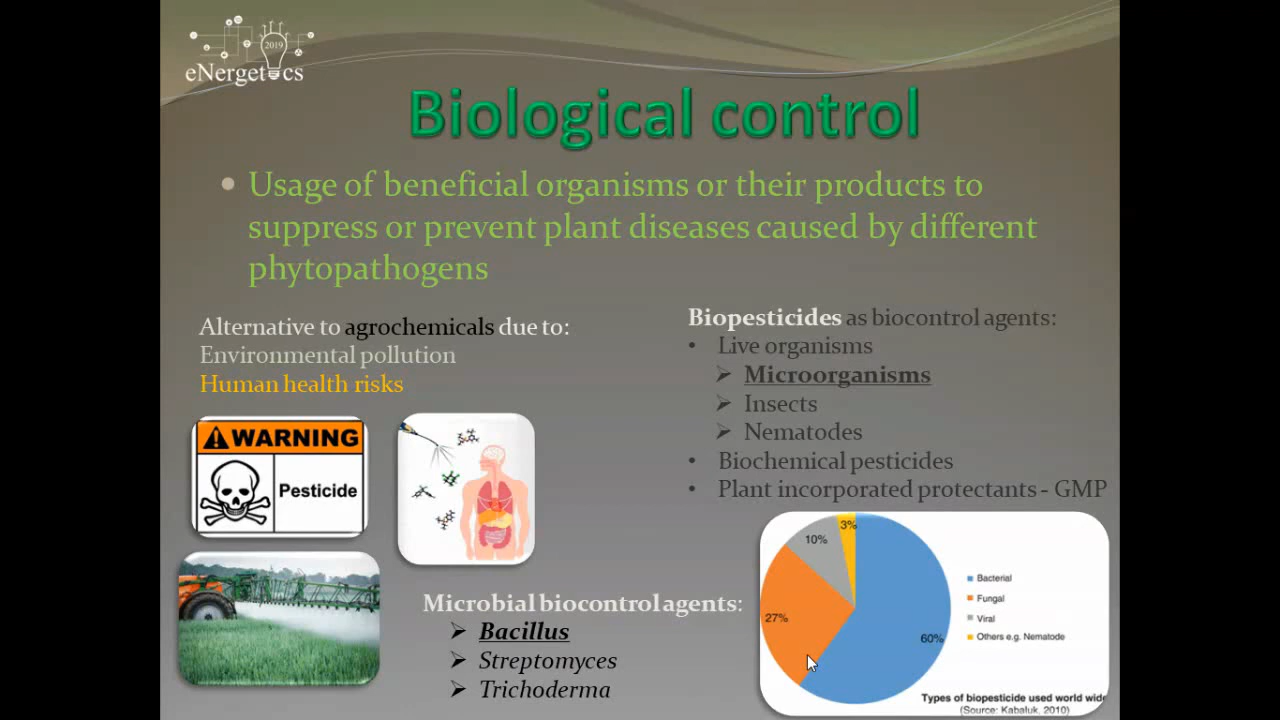 2019
eNergetics
Biological control
• Usage of beneficial organisms or their products to
suppress or prevent plant diseases caused by different
phytopathogens
Alternative to agrochemicals due to:
Environmental pollution
Human health risks
WARNING
Pesticide
Biopesticides as biocontrol agents:
• Live organisms
➢ Microorganisms
➢ Insects
➢ Nematodes
• Biochemical pesticides
• Plant incorporated protectants - GMP
Microbial biocontrol agents:
➢ Bacillus
➢ Streptomyces
➢ Trichoderma
3%
10%
27%
60%
Bacterial
Fungal
Viral
Others e.g. Nematode
Types of biopesticide used world wide
(Source: Kabaluk, 2010)